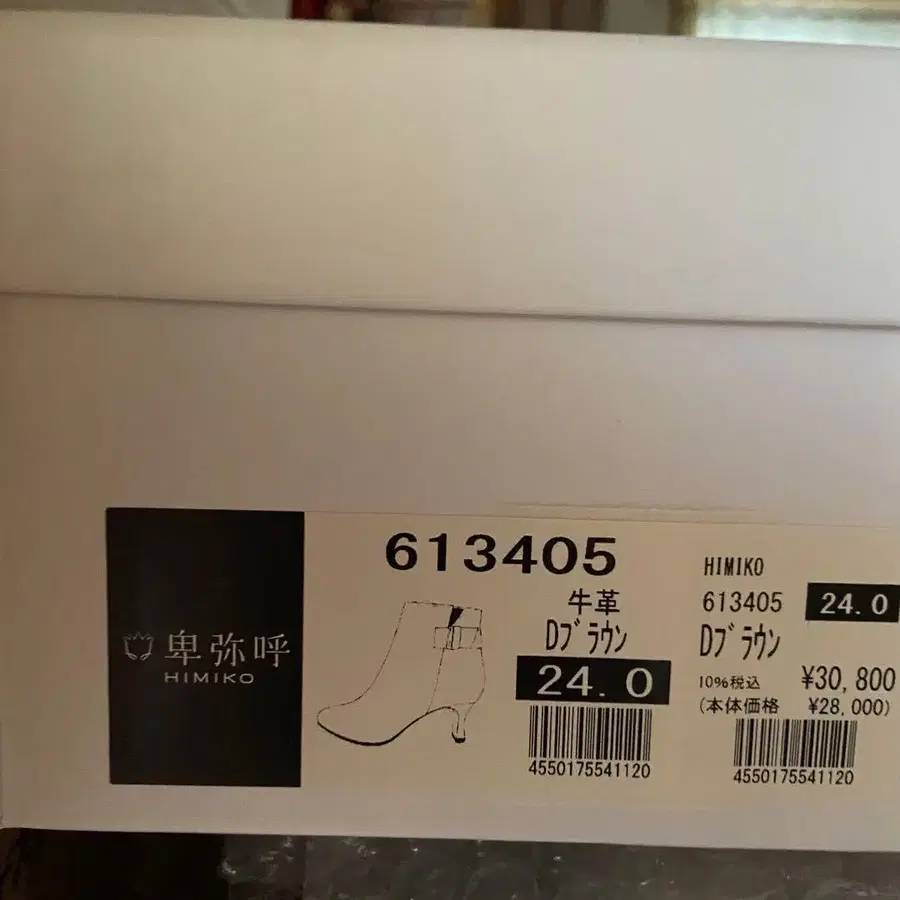 卑弥呼
HIMIKO
613405
牛革
Dブラウン
24.0
4550175541120
HIMIKO
613405 24.0
Dブラウン
10%税込 ¥30,800
(本体価格 ¥28,000)
4550175541120